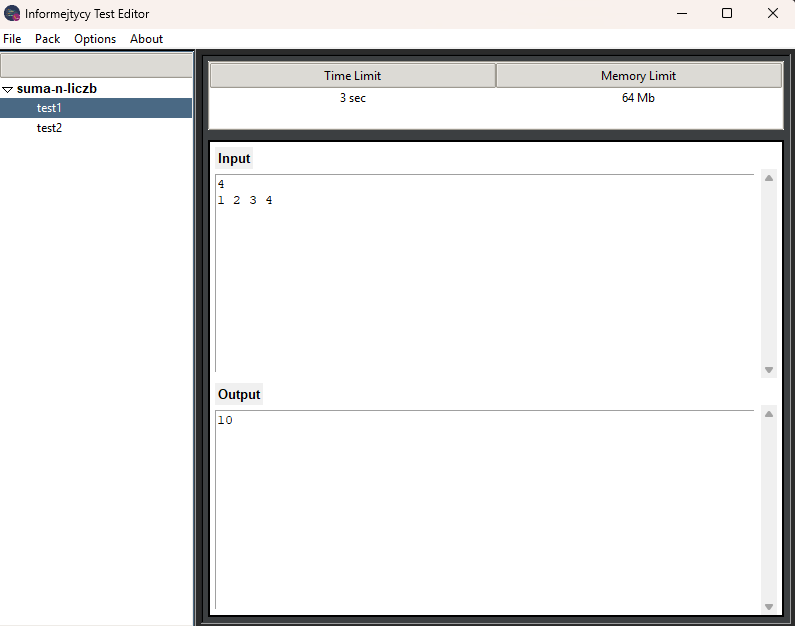 Informejtycy Test Editor
File Pack Options About
suma-n-liczb
test1
test2
Time Limit Memory Limit
3 sec 64 Mb
Input
4
1 2 3 4
Output
10